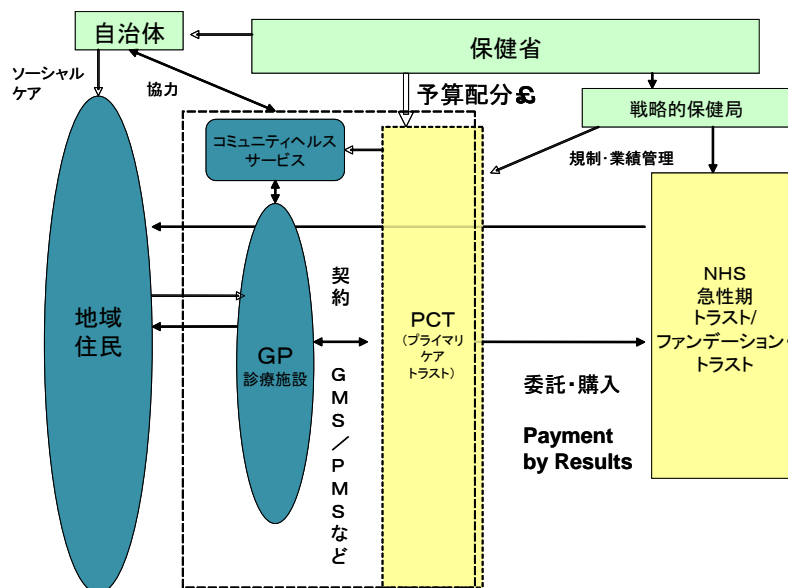 自治体
保健省
ソーシャル
ケア
協力
予算配分£
戦略的保健局
コミュニティヘルス
サービス
規制・業績管理
地域
住民
GP
診療施設
契約
GMS/PMSなど
PCT
(プライマリ
ケア
トラスト)
NHS
急性期
トラスト/
ファンデーション・
トラスト
委託・購入
Payment
by Results